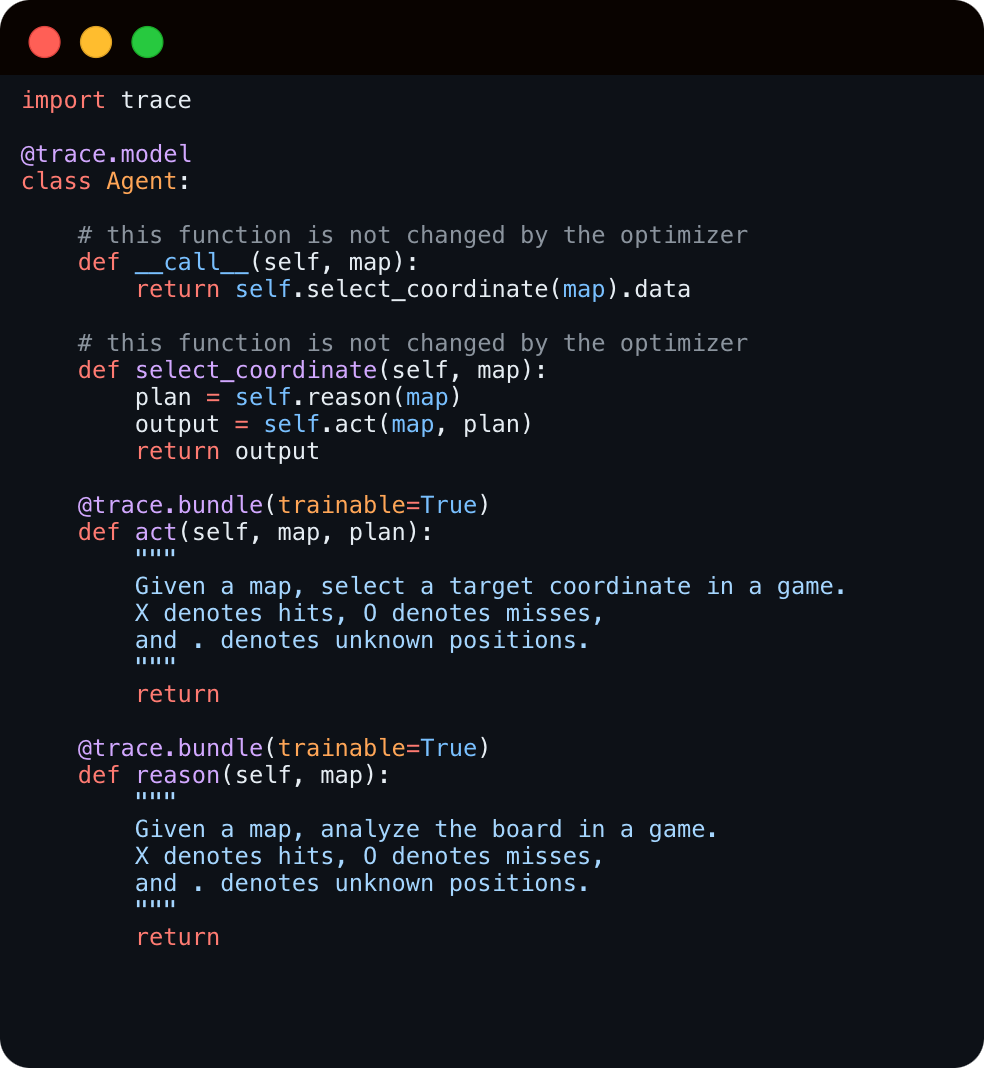 import trace

@trace.model
class Agent:

    # this function is not changed by the optimizer
    def __call__(self, map):
        return self.select_coordinate(map).data

    # this function is not changed by the optimizer
    def select_coordinate(self, map):
        plan = self.reason(map)
        output = self.act(map, plan)
        return output

    @trace.bundle(trainable=True)
    def act(self, map, plan):
        """
        Given a map, select a target coordinate in a game.
        X denotes hits, O denotes misses,
        and . denotes unknown positions.
        """
        return

    @trace.bundle(trainable=True)
    def reason(self, map):
        """
        Given a map, analyze the board in a game.
        X denotes hits, O denotes misses,
        and . denotes unknown positions.
        """
        return